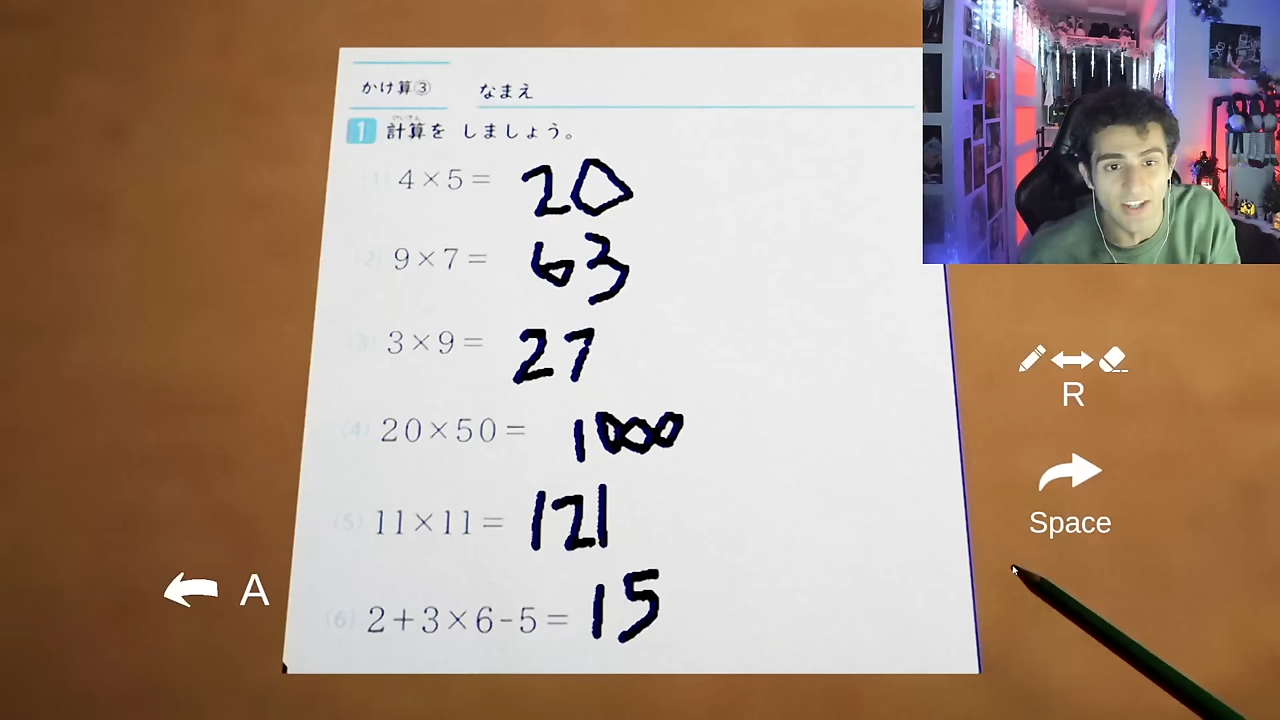 かけ算③ なまえ
1 計算を しましょう。
(1) 4×5= 20
(2) 9×7= 63
(3) 3×9= 27
(4) 20×50= 1000
(5) 11×11= 121
(6) 2+3×6-5= 15
R
Space
A